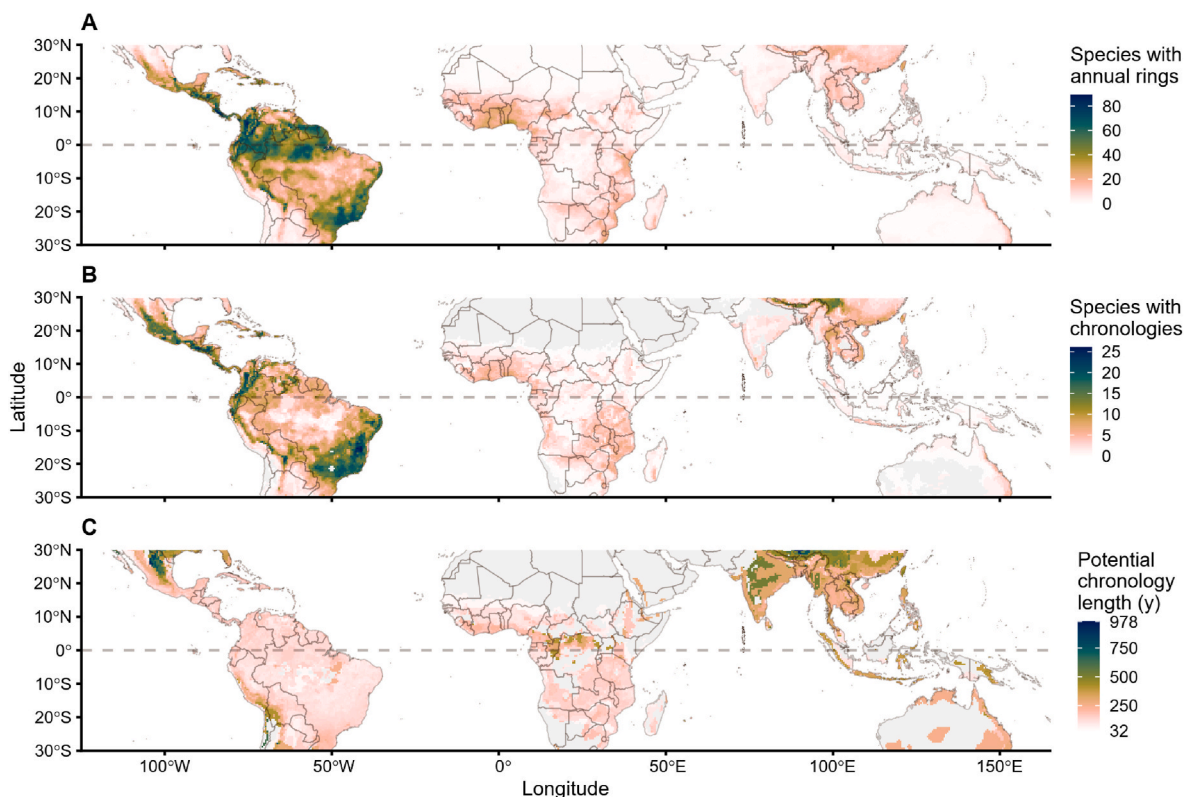 A
30°N
20°N
10°N
0°
10°S
20°S
30°S
Species with
annual rings
80
60
40
20
0
B
30°N
20°N
10°N
0°
10°S
20°S
30°S
Latitude
Species with
chronologies
25
20
15
10
5
0
C
30°N
20°N
10°N
0°
10°S
20°S
30°S
Potential
chronology
length (y)
978
750
500
250
32
100°W
50°W
0°
50°E
100°E
150°E
Longitude